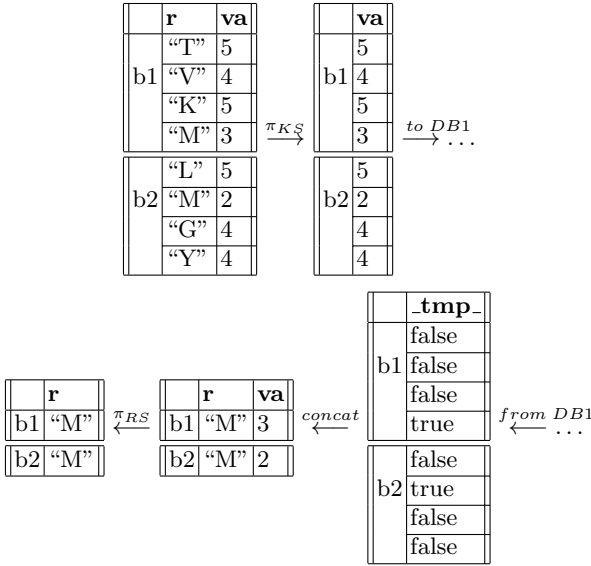 r va va
“T” 5 5
“V” 4 4
b1 b1
“K” 5 5
“M” 3 3
π_KS ⟶ to DB1 ⟶ . . .
“L” 5 5
“M” 2 2
b2 b2
“G” 4 4
“Y” 4 4
_tmp_
false
false
b1
false
true
r r va
b1 “M” π_RS ⟵ b1 “M” 3 concat ⟵ from DB1 ⟵ . . .
b2 “M” b2 “M” 2
false
true
b2
false
false